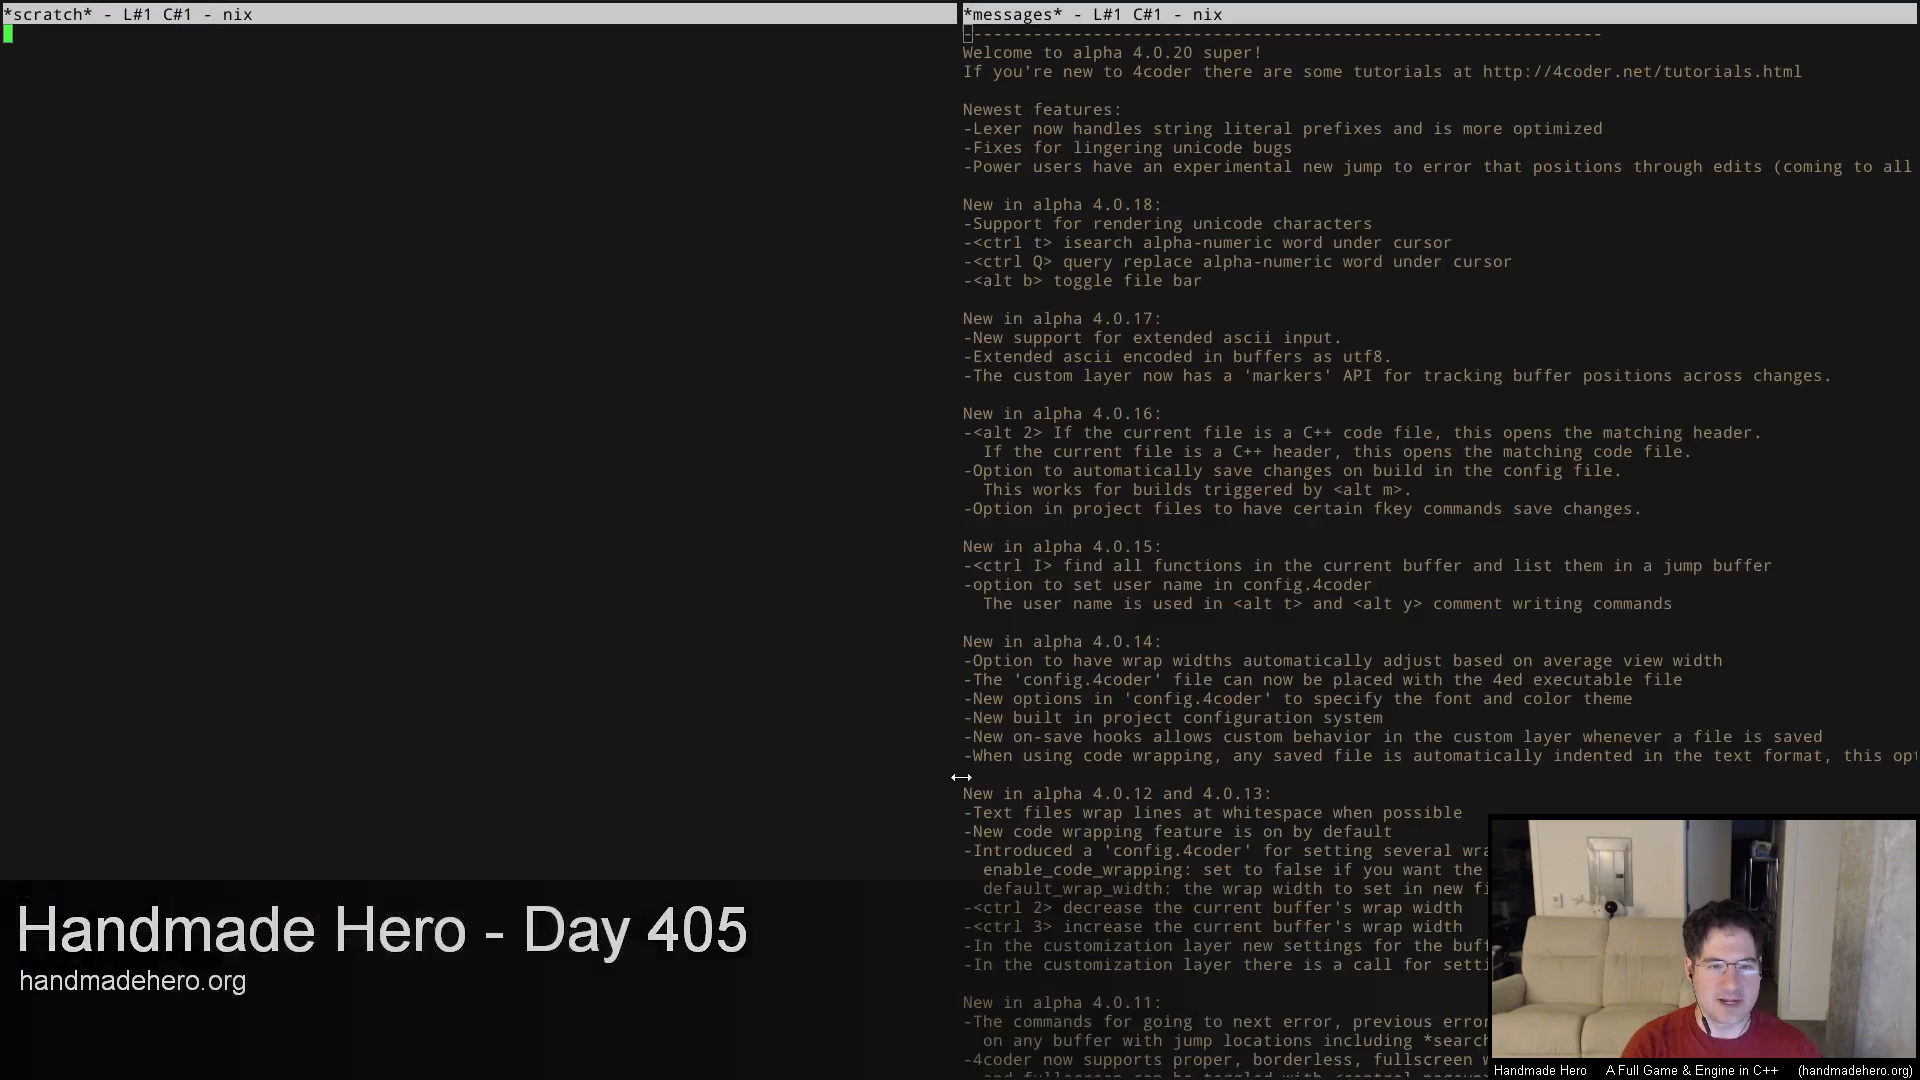 *scratch* - L#1 C#1 - nix
*messages* - L#1 C#1 - nix
----------------------------------------------------------------
Welcome to alpha 4.0.20 super!
If you're new to 4coder there are some tutorials at http://4coder.net/tutorials.html
Newest features:
-Lexer now handles string literal prefixes and is more optimized
-Fixes for lingering unicode bugs
-Power users have an experimental new jump to error that positions through edits (coming to all
New in alpha 4.0.18:
-Support for rendering unicode characters
-<ctrl t> isearch alpha-numeric word under cursor
-<ctrl Q> query replace alpha-numeric word under cursor
-<alt b> toggle file bar
New in alpha 4.0.17:
-New support for extended ascii input.
-Extended ascii encoded in buffers as utf8.
-The custom layer now has a 'markers' API for tracking buffer positions across changes.
New in alpha 4.0.16:
-<alt 2> If the current file is a C++ code file, this opens the matching header.
If the current file is a C++ header, this opens the matching code file.
-Option to automatically save changes on build in the config file.
This works for builds triggered by <alt m>.
-Option in project files to have certain fkey commands save changes.
New in alpha 4.0.15:
-<ctrl I> find all functions in the current buffer and list them in a jump buffer
-option to set user name in config.4coder
The user name is used in <alt t> and <alt y> comment writing commands
New in alpha 4.0.14:
-Option to have wrap widths automatically adjust based on average view width
-The 'config.4coder' file can now be placed with the 4ed executable file
-New options in 'config.4coder' to specify the font and color theme
-New built in project configuration system
-New on-save hooks allows custom behavior in the custom layer whenever a file is saved
-When using code wrapping, any saved file is automatically indented in the text format, this op
New in alpha 4.0.12 and 4.0.13:
-Text files wrap lines at whitespace when possible
-New code wrapping feature is on by default
-Introduced a 'config.4coder' for setting several wra
enable_code_wrapping: set to false if you want the
default_wrap_width: the wrap width to set in new fi
-<ctrl 2> decrease the current buffer's wrap width
-<ctrl 3> increase the current buffer's wrap width
-In the customization layer new settings for the buff
-In the customization layer there is a call for setti
New in alpha 4.0.11:
-The commands for going to next error, previous error
on any buffer with jump locations including *search
-4coder now supports proper, borderless, fullscreen w
Handmade Hero - Day 405
handmadehero.org
Handmade Hero A Full Game & Engine in C++ (handmadehero.org)